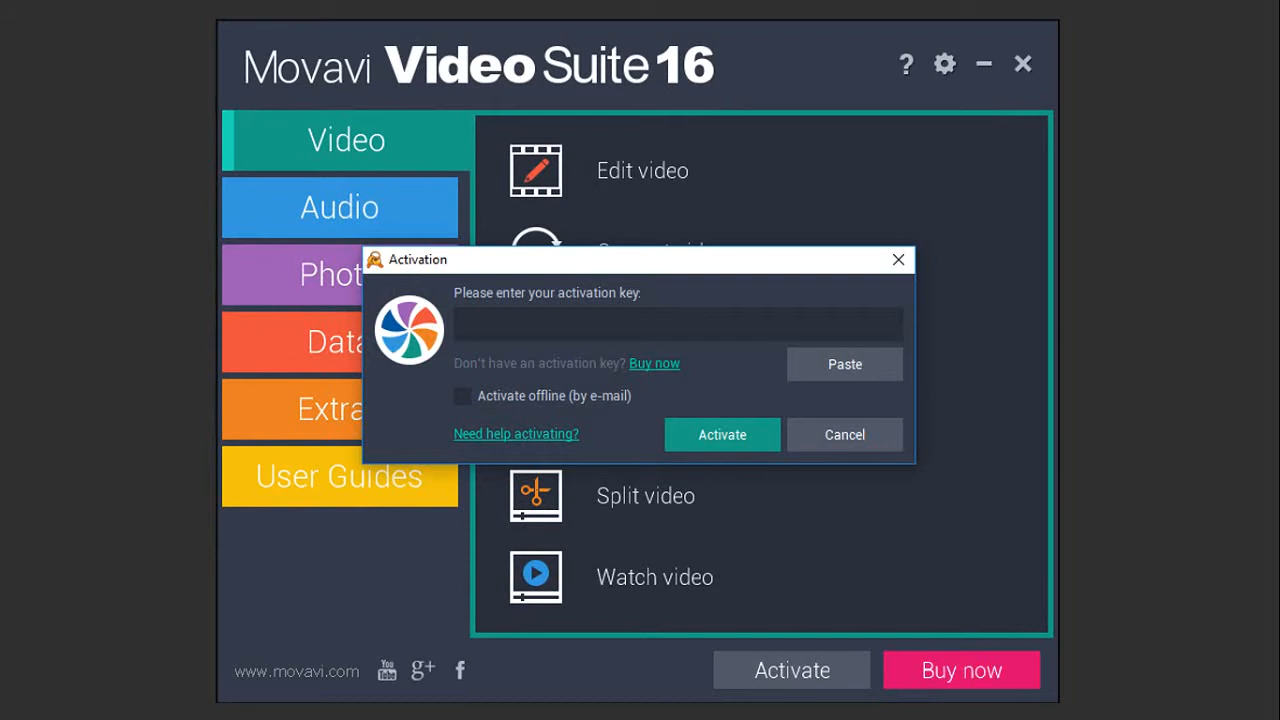 Movavi Video Suite 16
?
Video
Edit video
Audio
Activation
Please enter your activation key:
Phot
Data
Don't have an activation key? Buy now
Paste
Activate offline (by e-mail)
Extra
Need help activating?
Activate
Cancel
User Guides
Split video
Watch video
www.movavi.com
You Tube
g+
f
Activate
Buy now